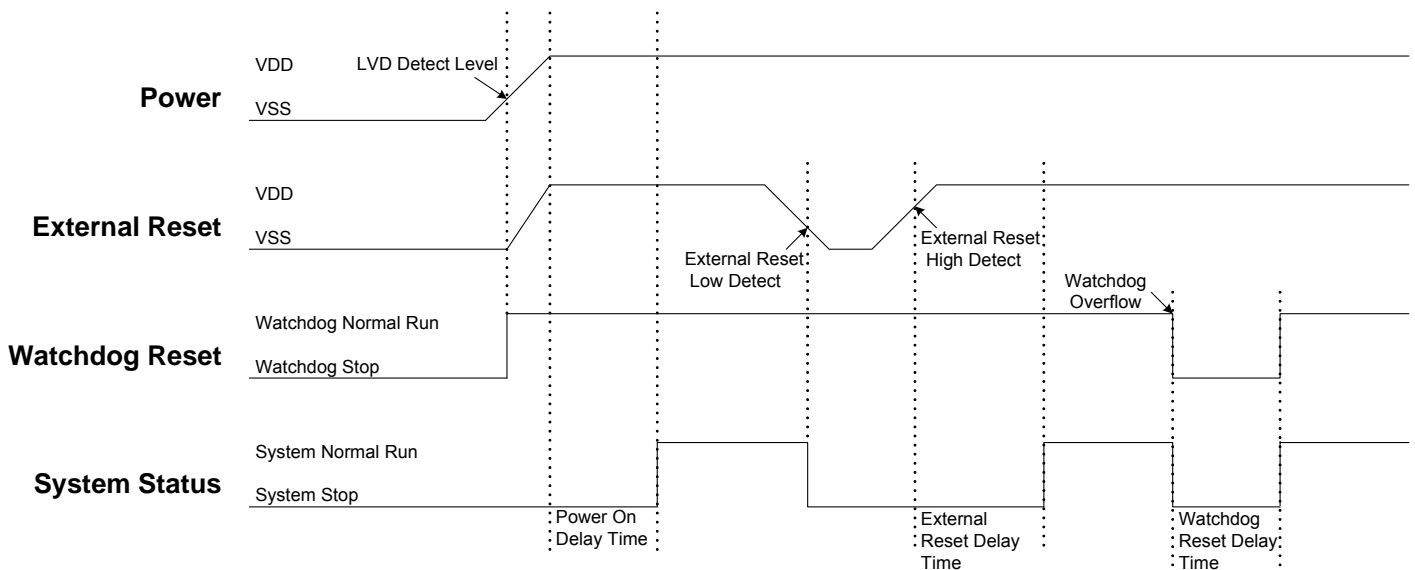 Power
VDD
LVD Detect Level
VSS
External Reset
VDD
VSS
External Reset
Low Detect
External Reset
High Detect
Watchdog
Overflow
Watchdog Reset
Watchdog Normal Run
Watchdog Stop
System Status
System Normal Run
System Stop
Power On
Delay Time
External
Reset Delay
Time
Watchdog
Reset Delay
Time